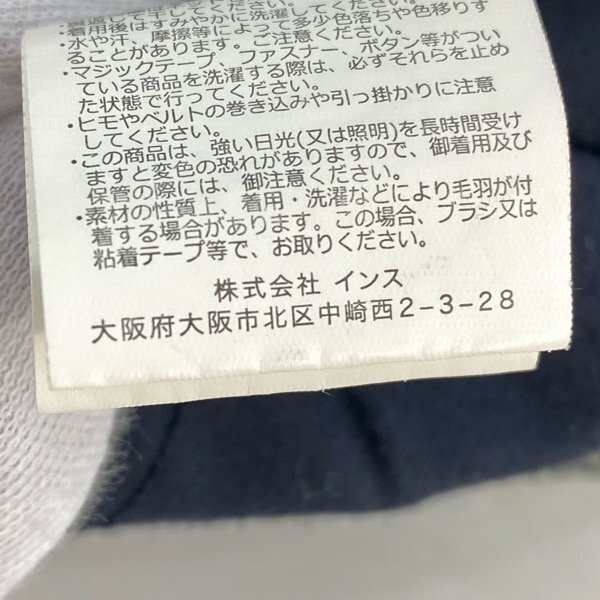 着用後はすみやかに洗濯してください。
・水や汗、摩擦等によって多少色落ちや色移りす
ることがあります。ご注意ください。
・マジックテープ、ファスナー、ボタン等がつい
ている商品を洗濯する際は、必ずそれらを止め
た状態で行ってください。
・ヒモやベルトの巻き込みや引っ掛かりに注意
してください。
・この商品は、強い日光(又は照明)を長時間受け
ますと変色の恐れがありますので、御着用及び
保管の際には、御注意ください。
・素材の性質上、着用・洗濯などにより毛羽が付
着する場合があります。この場合、ブラシ又は
粘着テープ等で、お取りください。
株式会社 インス
大阪府大阪市北区中崎西2-3-28